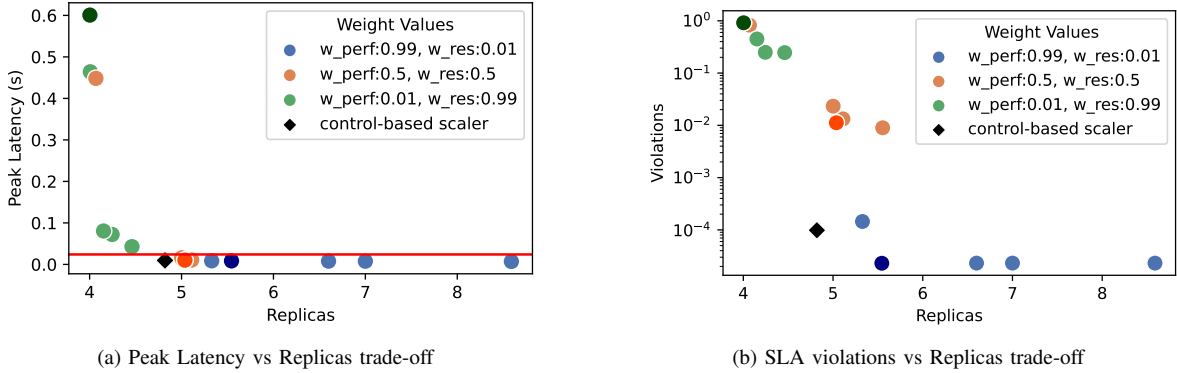 0.6
0.5
0.4
0.3
0.2
0.1
0.0
Peak Latency (s)
4 5 6 7 8
Replicas
Weight Values
w_perf:0.99, w_res:0.01
w_perf:0.5, w_res:0.5
w_perf:0.01, w_res:0.99
control-based scaler
(a) Peak Latency vs Replicas trade-off
10⁰
10⁻¹
10⁻²
10⁻³
10⁻⁴
Violations
4 5 6 7 8
Replicas
Weight Values
w_perf:0.99, w_res:0.01
w_perf:0.5, w_res:0.5
w_perf:0.01, w_res:0.99
control-based scaler
(b) SLA violations vs Replicas trade-off